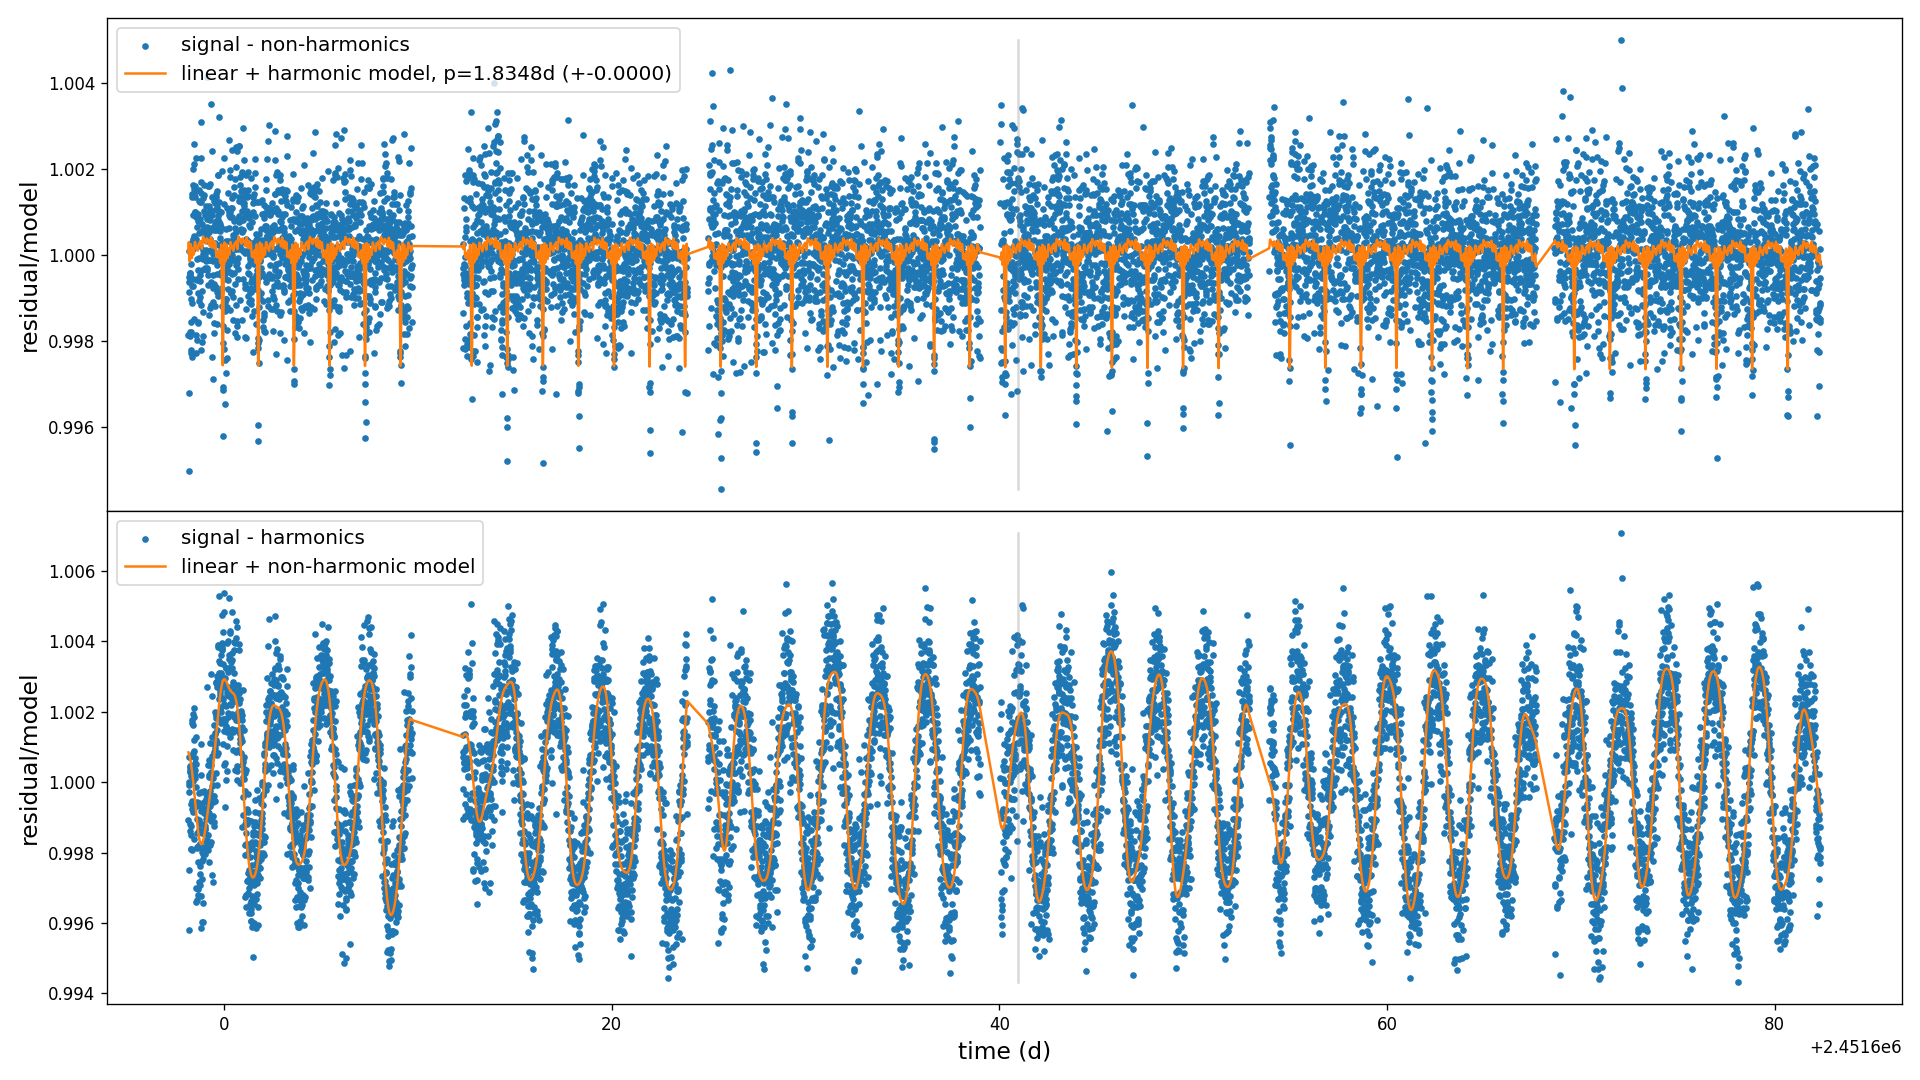 signal - non-harmonics
linear + harmonic model, p=1.8348d (+-0.0000)
1.004
1.002
1.000
0.998
0.996
residual/model
signal - harmonics
linear + non-harmonic model
1.006
1.004
1.002
1.000
0.998
0.996
0.994
residual/model
0
20
40
60
80
time (d)
+2.4516e6